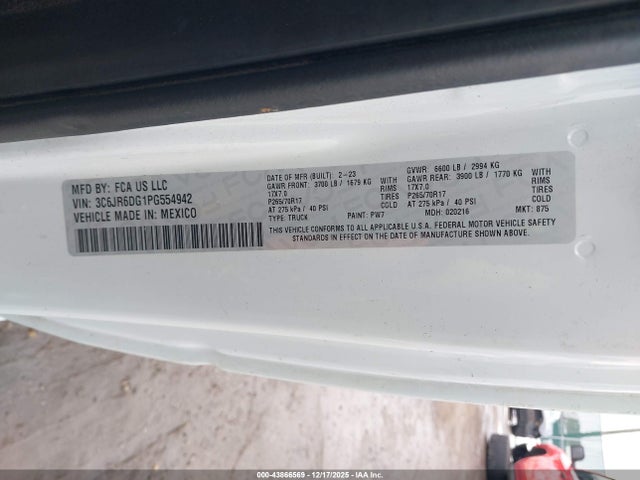 MFD BY: FCA US LLC
VIN: 3C6JR6DG1PG554942
VEHICLE MADE IN: MEXICO
DATE OF MFR (BUILT): 2-23
GAWR FRONT: 3700 LB / 1679 KG WITH
17X7.0 RIMS
P265/70R17 TIRES
AT 275 kPa / 40 PSI COLD
TYPE: TRUCK PAINT: PW7
GVWR: 6600 LB / 2994 KG
GAWR REAR: 3900 LB / 1770 KG WITH
17X7.0 RIMS
P265/70R17 TIRES
AT 275 kPa / 40 PSI COLD
MDH: 020216 MKT: 875
THIS VEHICLE CONFORMS TO ALL APPLICABLE U.S.A. FEDERAL MOTOR VEHICLE SAFETY
STANDARDS IN EFFECT ON THE DATE OF MANUFACTURE SHOWN ABOVE.
000-43866569 - 12/17/2025 - IAAI.CA